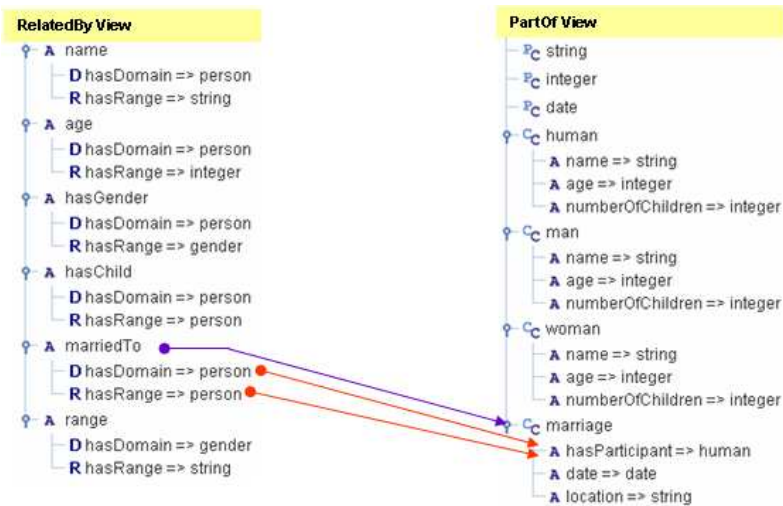 RelatedBy View
A name
D hasDomain => person
R hasRange => string
A age
D hasDomain => person
R hasRange => integer
A hasGender
D hasDomain => person
R hasRange => gender
A hasChild
D hasDomain => person
R hasRange => person
A marriedTo
D hasDomain => person
R hasRange => person
A range
D hasDomain => gender
R hasRange => string
PartOf View
PC string
PC integer
PC date
CC human
A name => string
A age => integer
A numberOfChildren => integer
CC man
A name => string
A age => integer
A numberOfChildren => integer
CC woman
A name => string
A age => integer
A numberOfChildren => integer
CC marriage
A hasParticipant => human
A date => date
A location => string